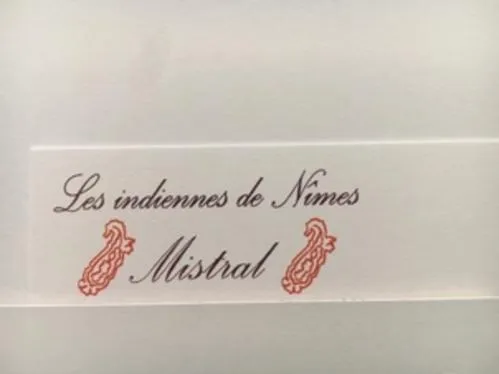 Les indiennes de Nîmes
Mistral